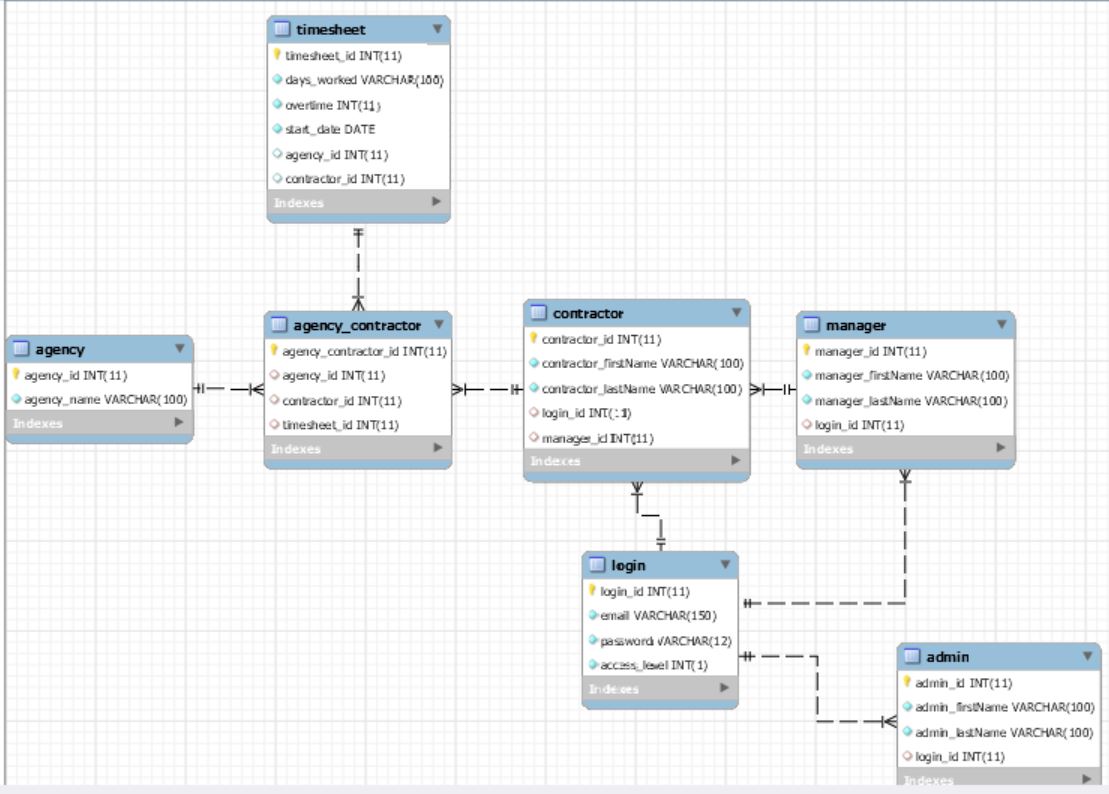 timesheet
timesheet_id INT(11)
days_worked VARCHAR(100)
overtime INT(11)
start_date DATE
agency_id INT(11)
contractor_id INT(11)
Indexes
agency
agency_id INT(11)
agency_name VARCHAR(100)
Indexes
agency_contractor
agency_contractor_id INT(11)
agency_id INT(11)
contractor_id INT(11)
timesheet_id INT(11)
Indexes
contractor
contractor_id INT(11)
contractor_firstName VARCHAR(100)
contractor_lastName VARCHAR(100)
login_id INT(11)
manager_id INT(11)
Indexes
manager
manager_id INT(11)
manager_firstName VARCHAR(100)
manager_lastName VARCHAR(100)
login_id INT(11)
Indexes
login
login_id INT(11)
email VARCHAR(150)
password VARCHAR(12)
access_level INT(1)
Indexes
admin
admin_id INT(11)
admin_firstName VARCHAR(100)
admin_lastName VARCHAR(100)
login_id INT(11)
Indexes